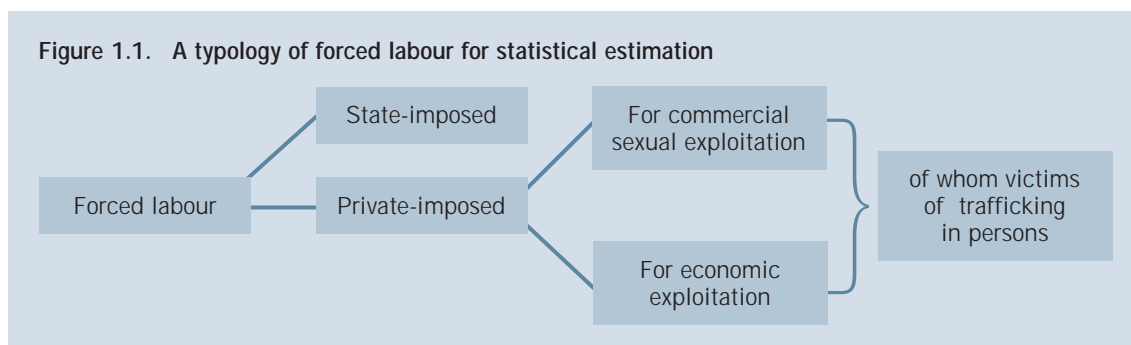 Figure 1.1. A typology of forced labour for statistical estimation
State-imposed
For commercial
sexual exploitation
Forced labour
Private-imposed
of whom victims
of trafficking
in persons
For economic
exploitation